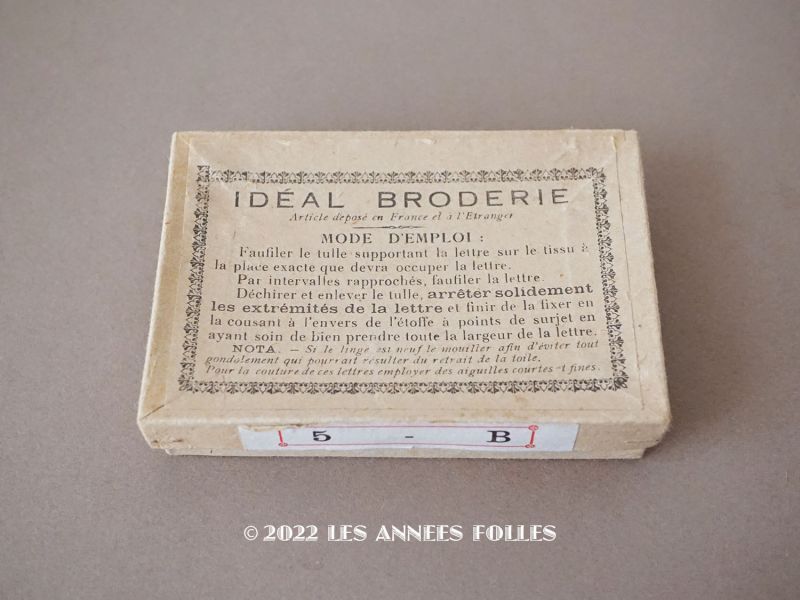 IDÉAL BRODERIE
Article déposé en France et à l'Etranger
MODE D'EMPLOI :
Faufiler le tulle supportant la lettre sur le tissu à
la place exacte que devra occuper la lettre.
Par intervalles rapprochés, faufiler la lettre.
Déchirer et enlever le tulle, arrêter solidement
les extrémités de la lettre et finir de la fixer en
la cousant à l'envers de l'étoffe à points de surjet en
ayant soin de bien prendre toute la largeur de la lettre.
NOTA. — Si le linge est neuf le mouiller afin d'éviter tout
gondolement qui pourrait résulter du retrait de la toile.
Pour la couture de ces lettres employer des aiguilles courtes et fines.
5 - B
© 2022 LES ANNEES FOLLES